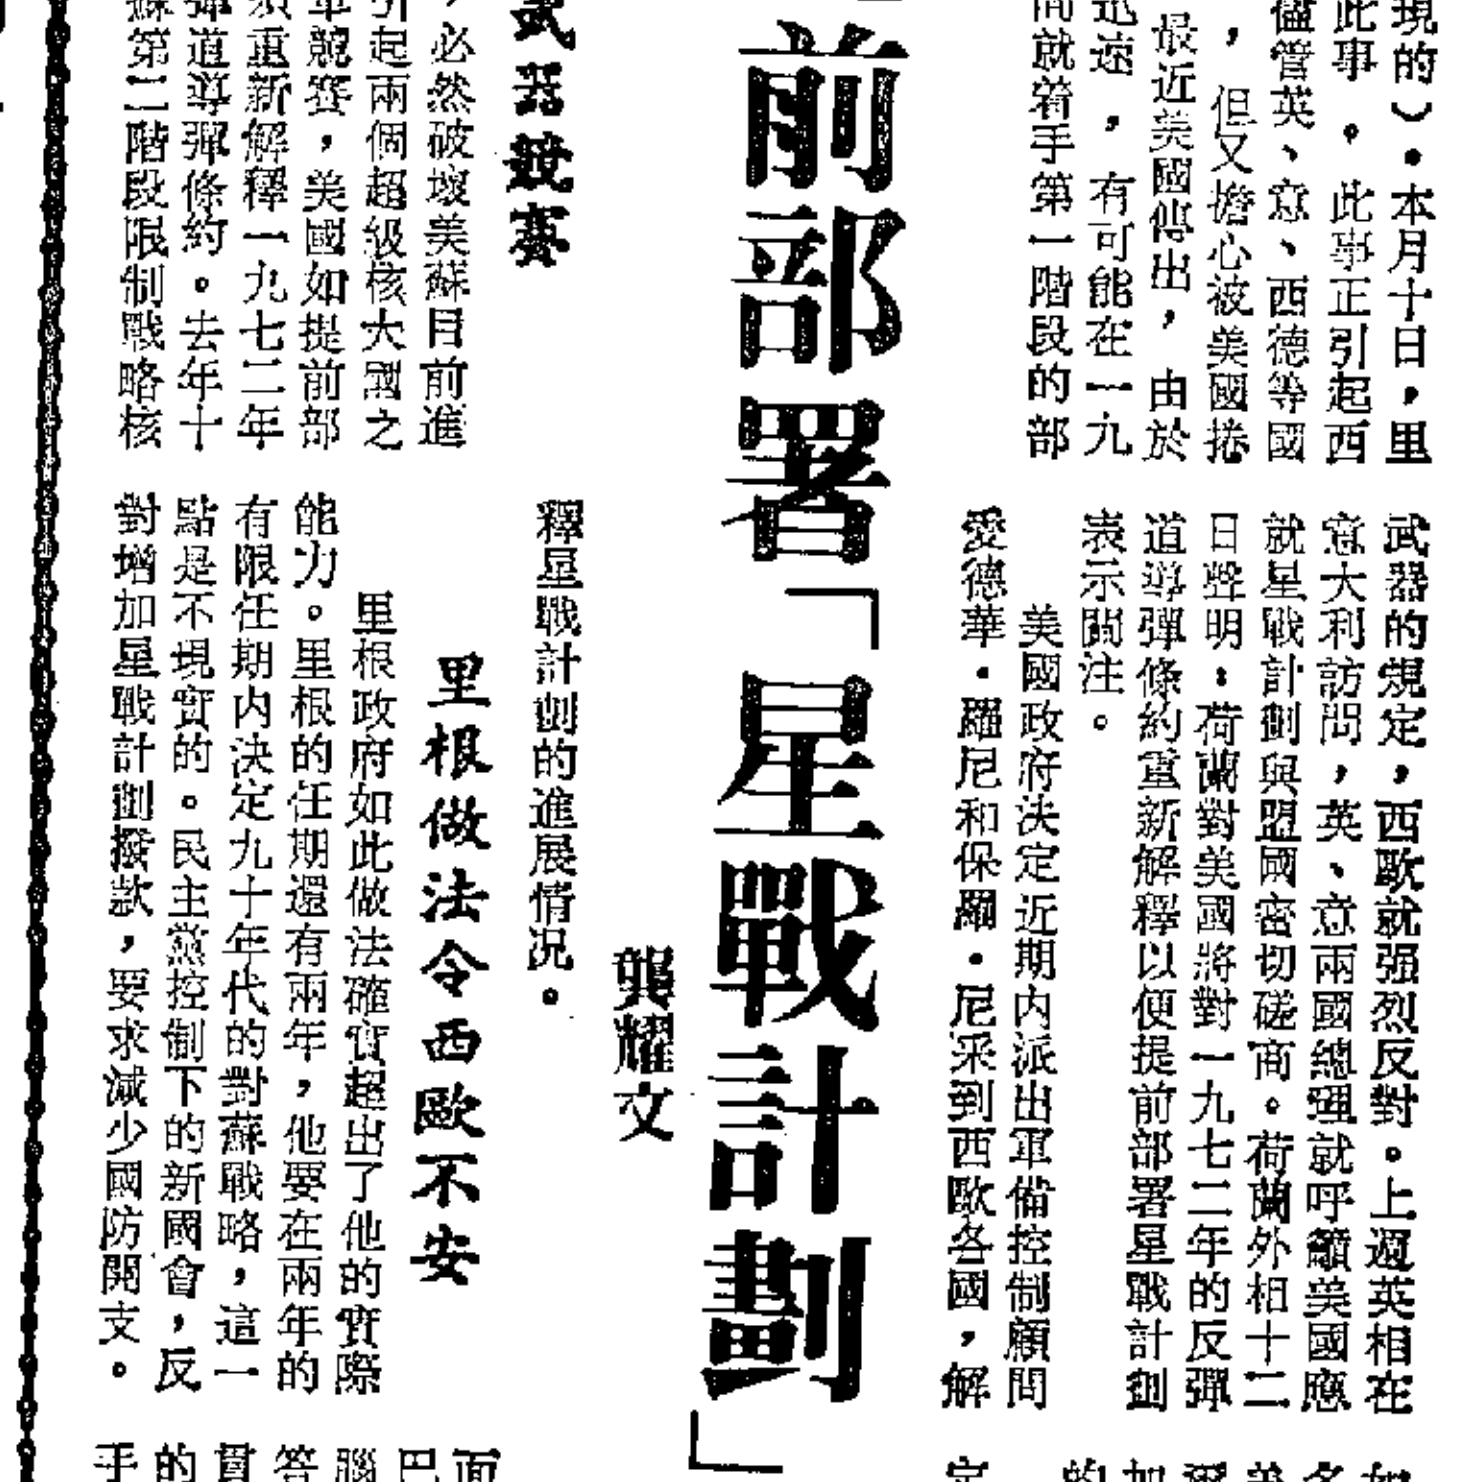 現的）。本月十日，里
此事。此事正引起西
儘管英、意、西德等國
，但又擔心被美國捲
最近美國傳出，由於
迅速，有可能在一九
間就着手第一階段的部
前部署「星戰計劃」
龔耀文
武器競賽
，必然破壞美蘇目前進
引起兩個超級核大國之
軍競賽，美國如提前部
須重新解釋一九七二年
彈道導彈條約。去年十
蘇第二階段限制戰略核
武器的規定，西歐就强烈反對。上週英相在
意大利訪問，英、意兩國總理就呼籲美國應
就星戰計劃與盟國密切磋商。荷蘭外相十二
日聲明：荷蘭對美國將對一九七二年的反彈
道導彈條約重新解釋以便提前部署星戰計劃
表示關注。
美國政府決定近期内派出軍備控制顧問
愛德華・羅尼和保羅・尼采到西歐各國，解
釋星戰計劃的進展情况。
里根做法令西歐不安
里根政府如此做法確實超出了他的實際
能力。里根的任期還有兩年，他要在兩年的
有限任期内決定九十年代的對蘇戰略，這一
點是不現實的。民主黨控制下的新國會，反
對增加星戰計劃撥款，要求減少國防開支。
面
巴
腦
答
貫
的
手